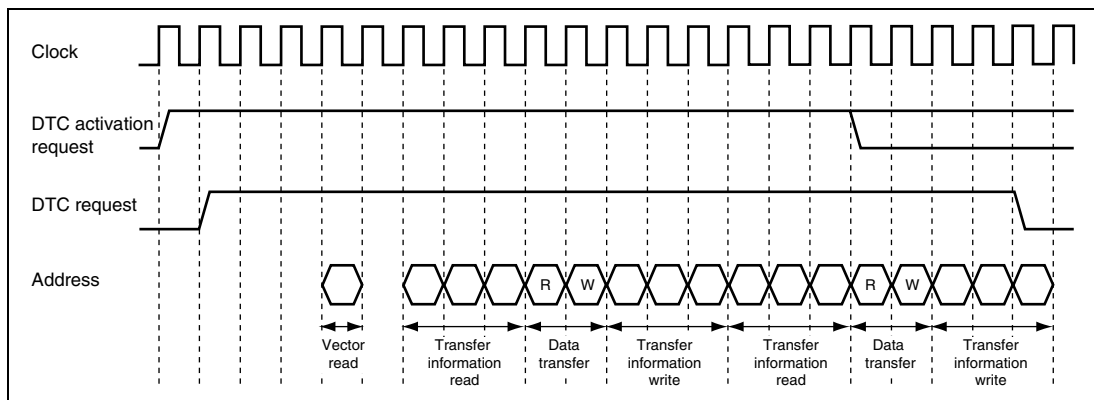 Clock
DTC activation
request
DTC request
Address
R W R W
Vector
read
Transfer
information
read
Data
transfer
Transfer
information
write
Transfer
information
read
Data
transfer
Transfer
information
write